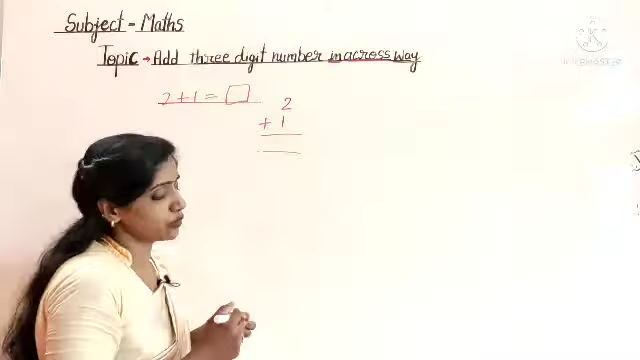 Subject - Maths
Topic → Add three digit number in across way
2+1=
2
+ 1